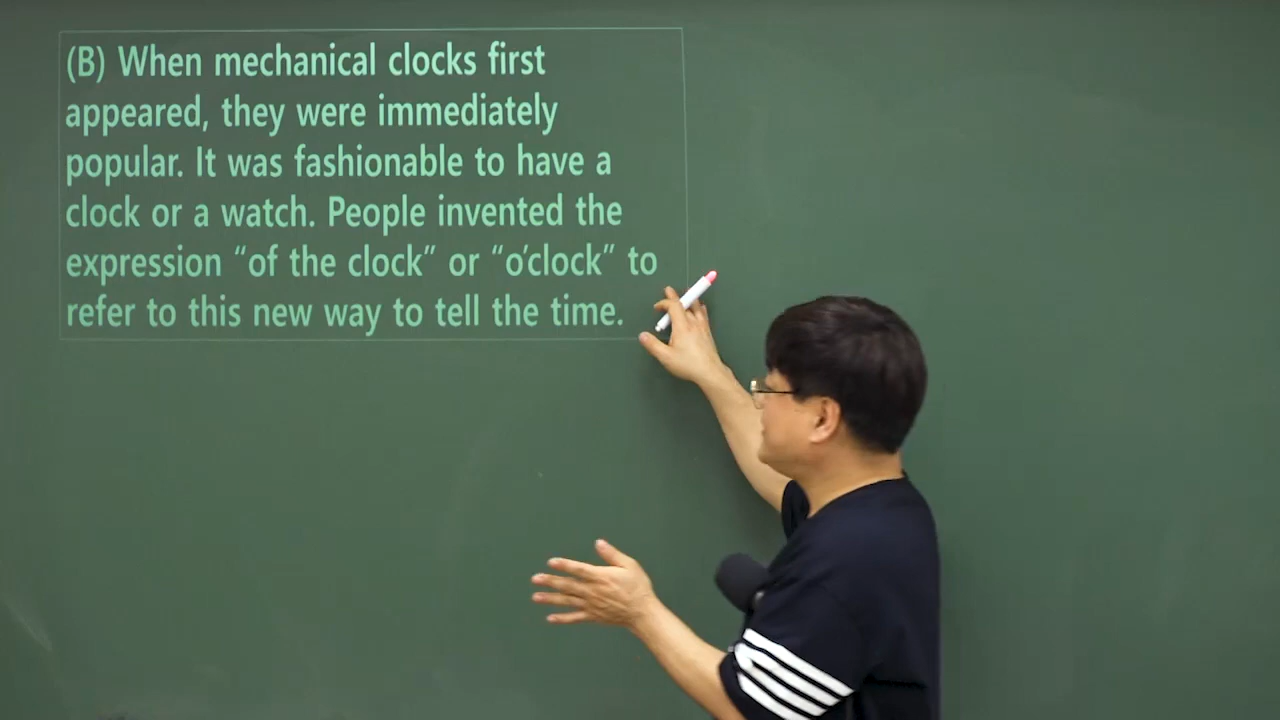 (B) When mechanical clocks first
appeared, they were immediately
popular. It was fashionable to have a
clock or a watch. People invented the
expression “of the clock” or “o’clock” to
refer to this new way to tell the time.